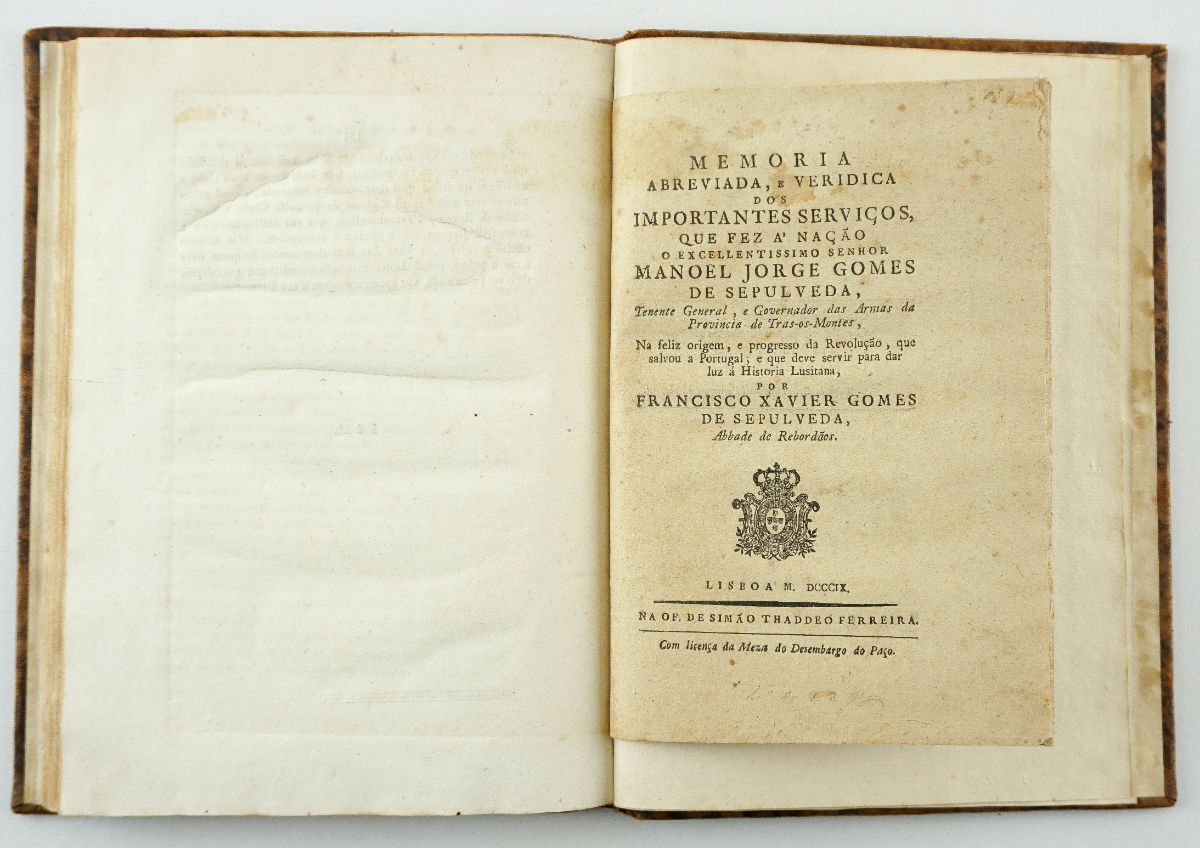 MEMORIA
ABREVIADA, E VERIDICA
DOS
IMPORTANTES SERVIÇOS,
QUE FEZ A' NAÇÃO
O EXCELLENTISSIMO SENHOR
MANOEL JORGE GOMES
DE SEPULVEDA,
Tenente General, e Governador das Armas da
Provincia de Tras-os-Montes,
Na feliz origem, e progresso da Revolução, que
salvou a Portugal; e que deve servir para dar
luz á Historia Lusitana,
POR
FRANCISCO XAVIER GOMES
DE SEPULVEDA,
Abbade de Rebordãos.
LISBOA M. DCCCIX.
NA OF. DE SIMÃO THADDEO FERREIRA.
Com licença da Meza do Desembargo do Paço.